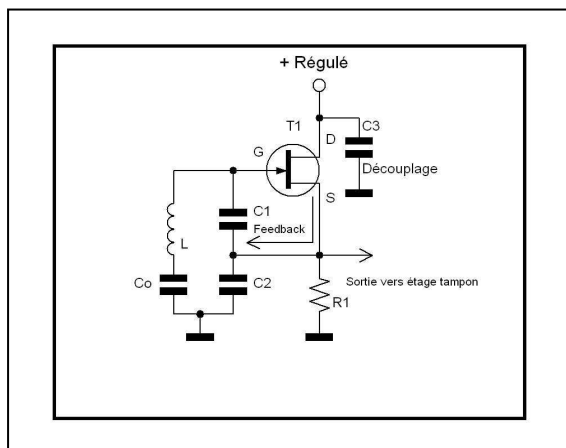 + Régulé
T1
D
C3
G
Découplage
S
C1
Feedback
L
Co
C2
Sortie vers étage tampon
R1